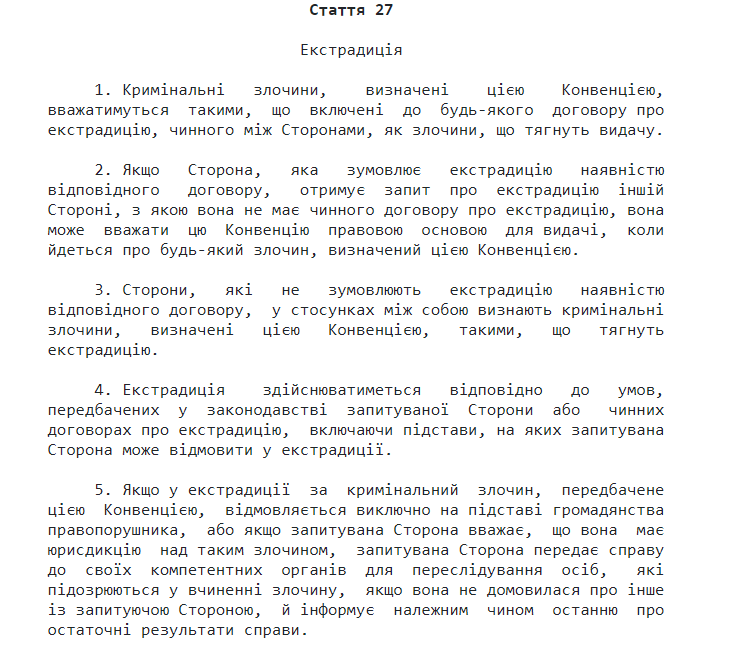 Стаття 27
Екстрадиція
1. Кримінальні злочини, визначені цією Конвенцією,
вважатимуться такими, що включені до будь-якого договору про
екстрадицію, чинного між Сторонами, як злочини, що тягнуть видачу.
2. Якщо Сторона, яка зумовлює екстрадицію наявністю
відповідного договору, отримує запит про екстрадицію іншій
Стороні, з якою вона не має чинного договору про екстрадицію, вона
може вважати цю Конвенцію правовою основою для видачі, коли
йдеться про будь-який злочин, визначений цією Конвенцією.
3. Сторони, які не зумовлюють екстрадицію наявністю
відповідного договору, у стосунках між собою визнають кримінальні
злочини, визначені цією Конвенцією, такими, що тягнуть
екстрадицію.
4. Екстрадиція здійснюватиметься відповідно до умов,
передбачених у законодавстві запитуваної Сторони або чинних
договорах про екстрадицію, включаючи підстави, на яких запитувана
Сторона може відмовити у екстрадиції.
5. Якщо у екстрадиції за кримінальний злочин, передбачене
цією Конвенцією, відмовляється виключно на підставі громадянства
правопорушника, або якщо запитувана Сторона вважає, що вона має
юрисдикцію над таким злочином, запитувана Сторона передає справу
до своїх компетентних органів для переслідування осіб, які
підозрюються у вчиненні злочину, якщо вона не домовилася про інше
із запитуючою Стороною, й інформує належним чином останню про
остаточні результати справи.